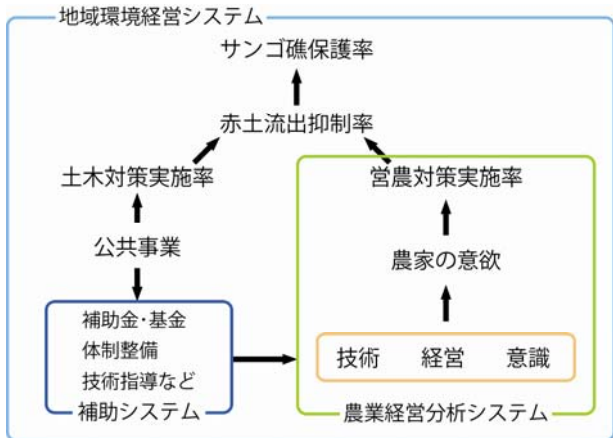 地域環境経営システム
サンゴ礁保護率
赤土流出抑制率
土木対策実施率
営農対策実施率
公共事業
農家の意欲
補助金・基金
体制整備
技術指導など
補助システム
技術 経営 意識
農業経営分析システム